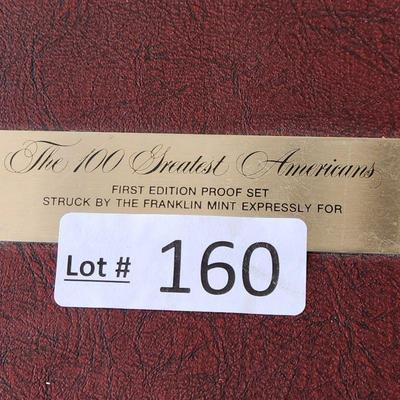 The 100 Greatest Americans
FIRST EDITION PROOF SET
STRUCK BY THE FRANKLIN MINT EXPRESSLY FOR
Lot # 160